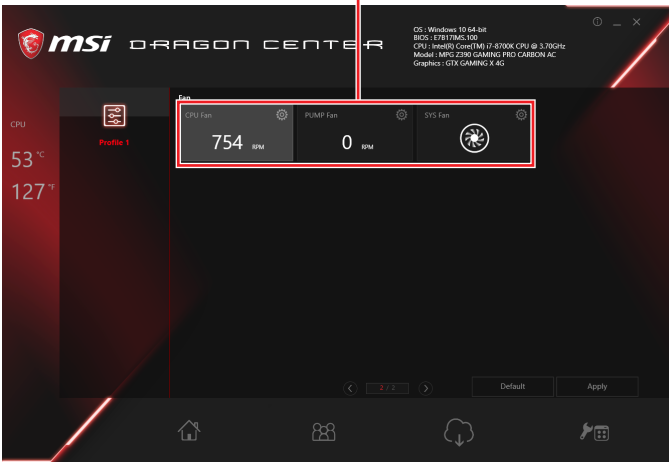 msi DRAGON CENTER
OS : Windows 10 64-bit
BIOS : E7B17IMS.100
CPU : Intel(R) Core(TM) i7-8700K CPU @ 3.70GHz
Model : MPG Z390 GAMING PRO CARBON AC
Graphics : GTX GAMING X 4G
CPU
53 °C
127 °F
Profile 1
Fan
CPU Fan
754 RPM
PUMP Fan
0 RPM
SYS Fan
2 / 2
Default
Apply